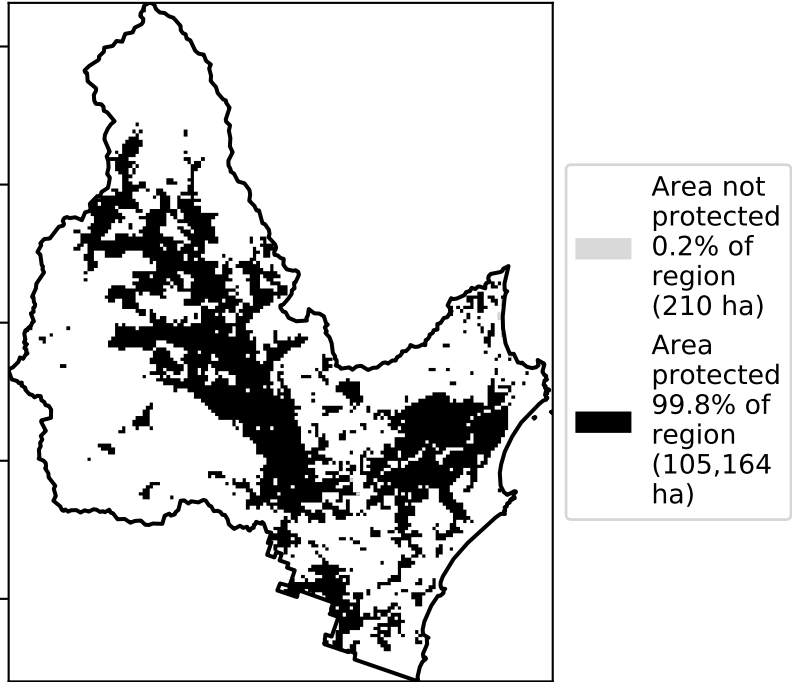 Area not
protected
0.2% of
region
(210 ha)
Area
protected
99.8% of
region
(105,164
ha)